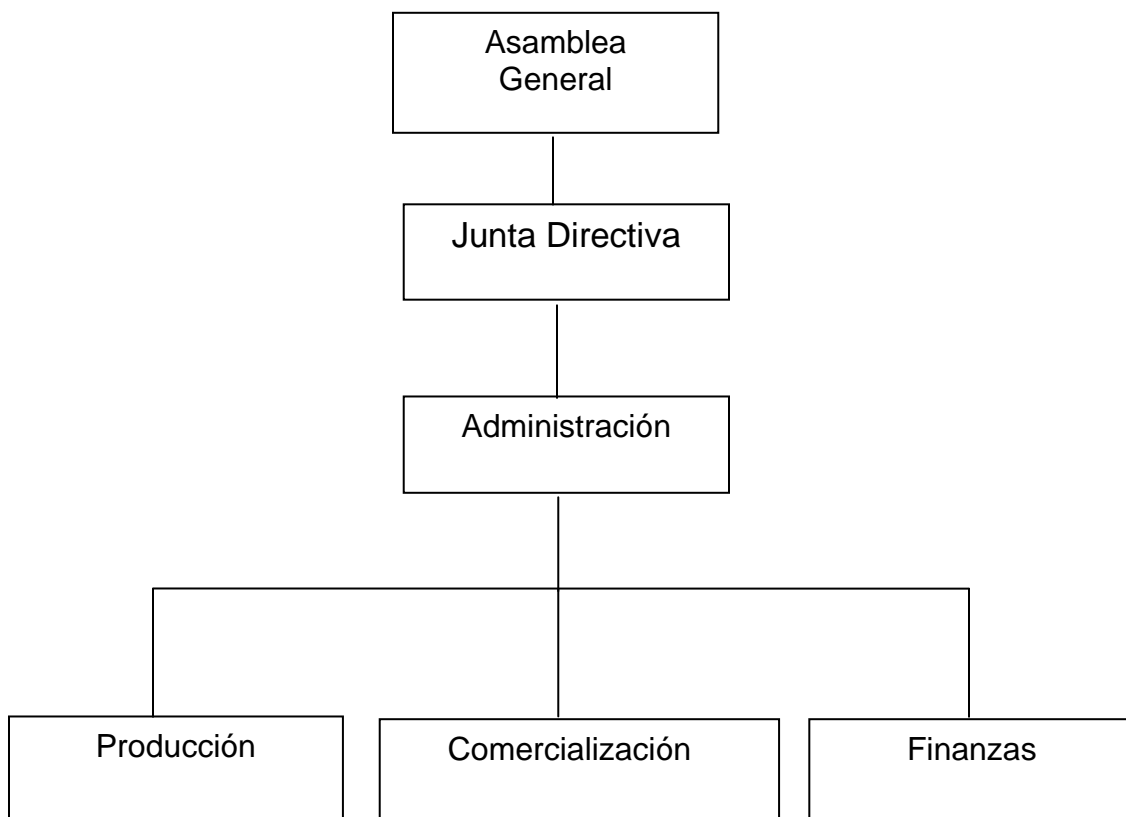 Asamblea
General
Junta Directiva
Administración
Producción
Comercialización
Finanzas